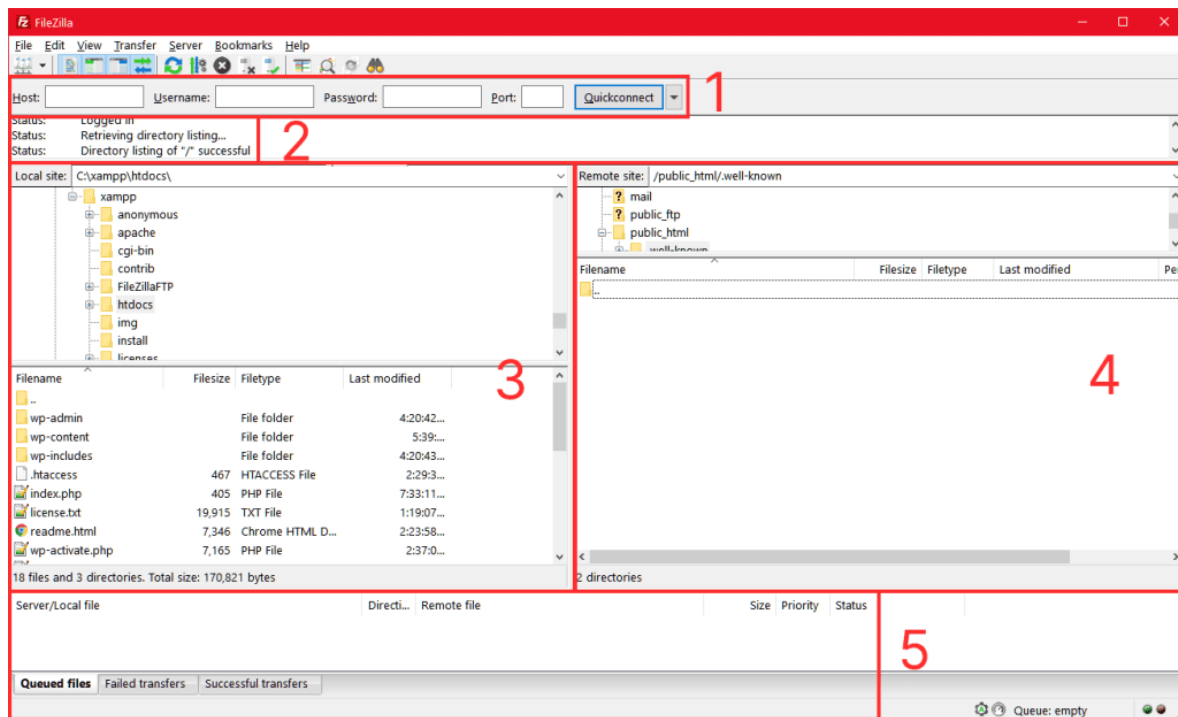 FileZilla
File Edit View Transfer Server Bookmarks Help
Host: Username: Password: Port: Quickconnect 1
Status: Logged in
Status: Retrieving directory listing...
Status: Directory listing of "/" successful
2
Local site: C:\xampp\htdocs\
xampp
anonymous
apache
cgi-bin
contrib
FileZillaFTP
htdocs
img
install
licenses
Filename Filesize Filetype Last modified
3
..
wp-admin File folder 4:20:42...
wp-content File folder 5:39:...
wp-includes File folder 4:20:43...
.htaccess 467 HTACCESS File 2:29:3...
index.php 405 PHP File 7:33:11...
license.txt 19,915 TXT File 1:19:07...
readme.html 7,346 Chrome HTML D... 2:23:58...
wp-activate.php 7,165 PHP File 2:37:0...
18 files and 3 directories. Total size: 170,821 bytes
Remote site: /public_html/.well-known
? mail
? public_ftp
public_html
.well-known
Filename Filesize Filetype Last modified Pe
..
4
2 directories
Server/Local file Directi... Remote file Size Priority Status
5
Queued files Failed transfers Successful transfers
Queue: empty